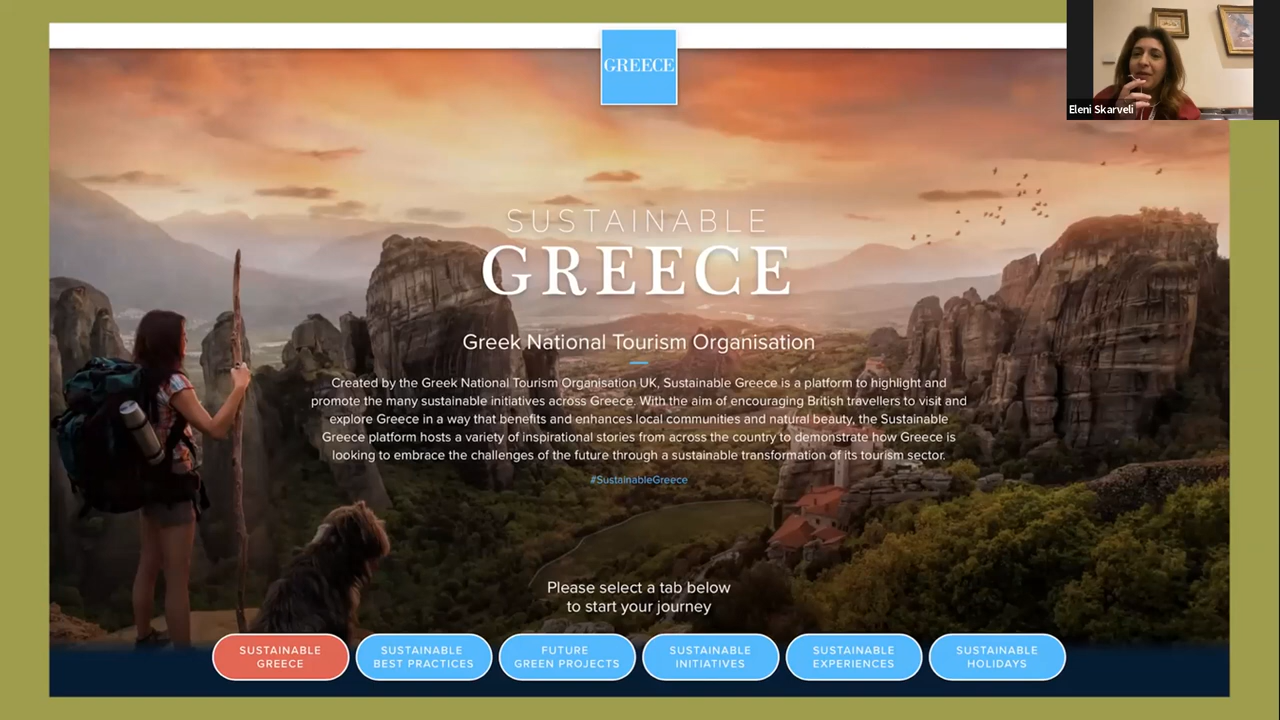 GREECE
Eleni Skarveli
SUSTAINABLE
GREECE
Greek National Tourism Organisation
Created by the Greek National Tourism Organisation UK, Sustainable Greece is a platform to highlight and
promote the many sustainable initiatives across Greece. With the aim of encouraging British travellers to visit and
explore Greece in a way that benefits and enhances local communities and natural beauty, the Sustainable
Greece platform hosts a variety of inspirational stories from across the country to demonstrate how Greece is
looking to embrace the challenges of the future through a sustainable transformation of its tourism sector.
#SustainableGreece
Please select a tab below
to start your journey
SUSTAINABLE
GREECE
SUSTAINABLE
BEST PRACTICES
FUTURE
GREEN PROJECTS
SUSTAINABLE
INITIATIVES
SUSTAINABLE
EXPERIENCES
SUSTAINABLE
HOLIDAYS